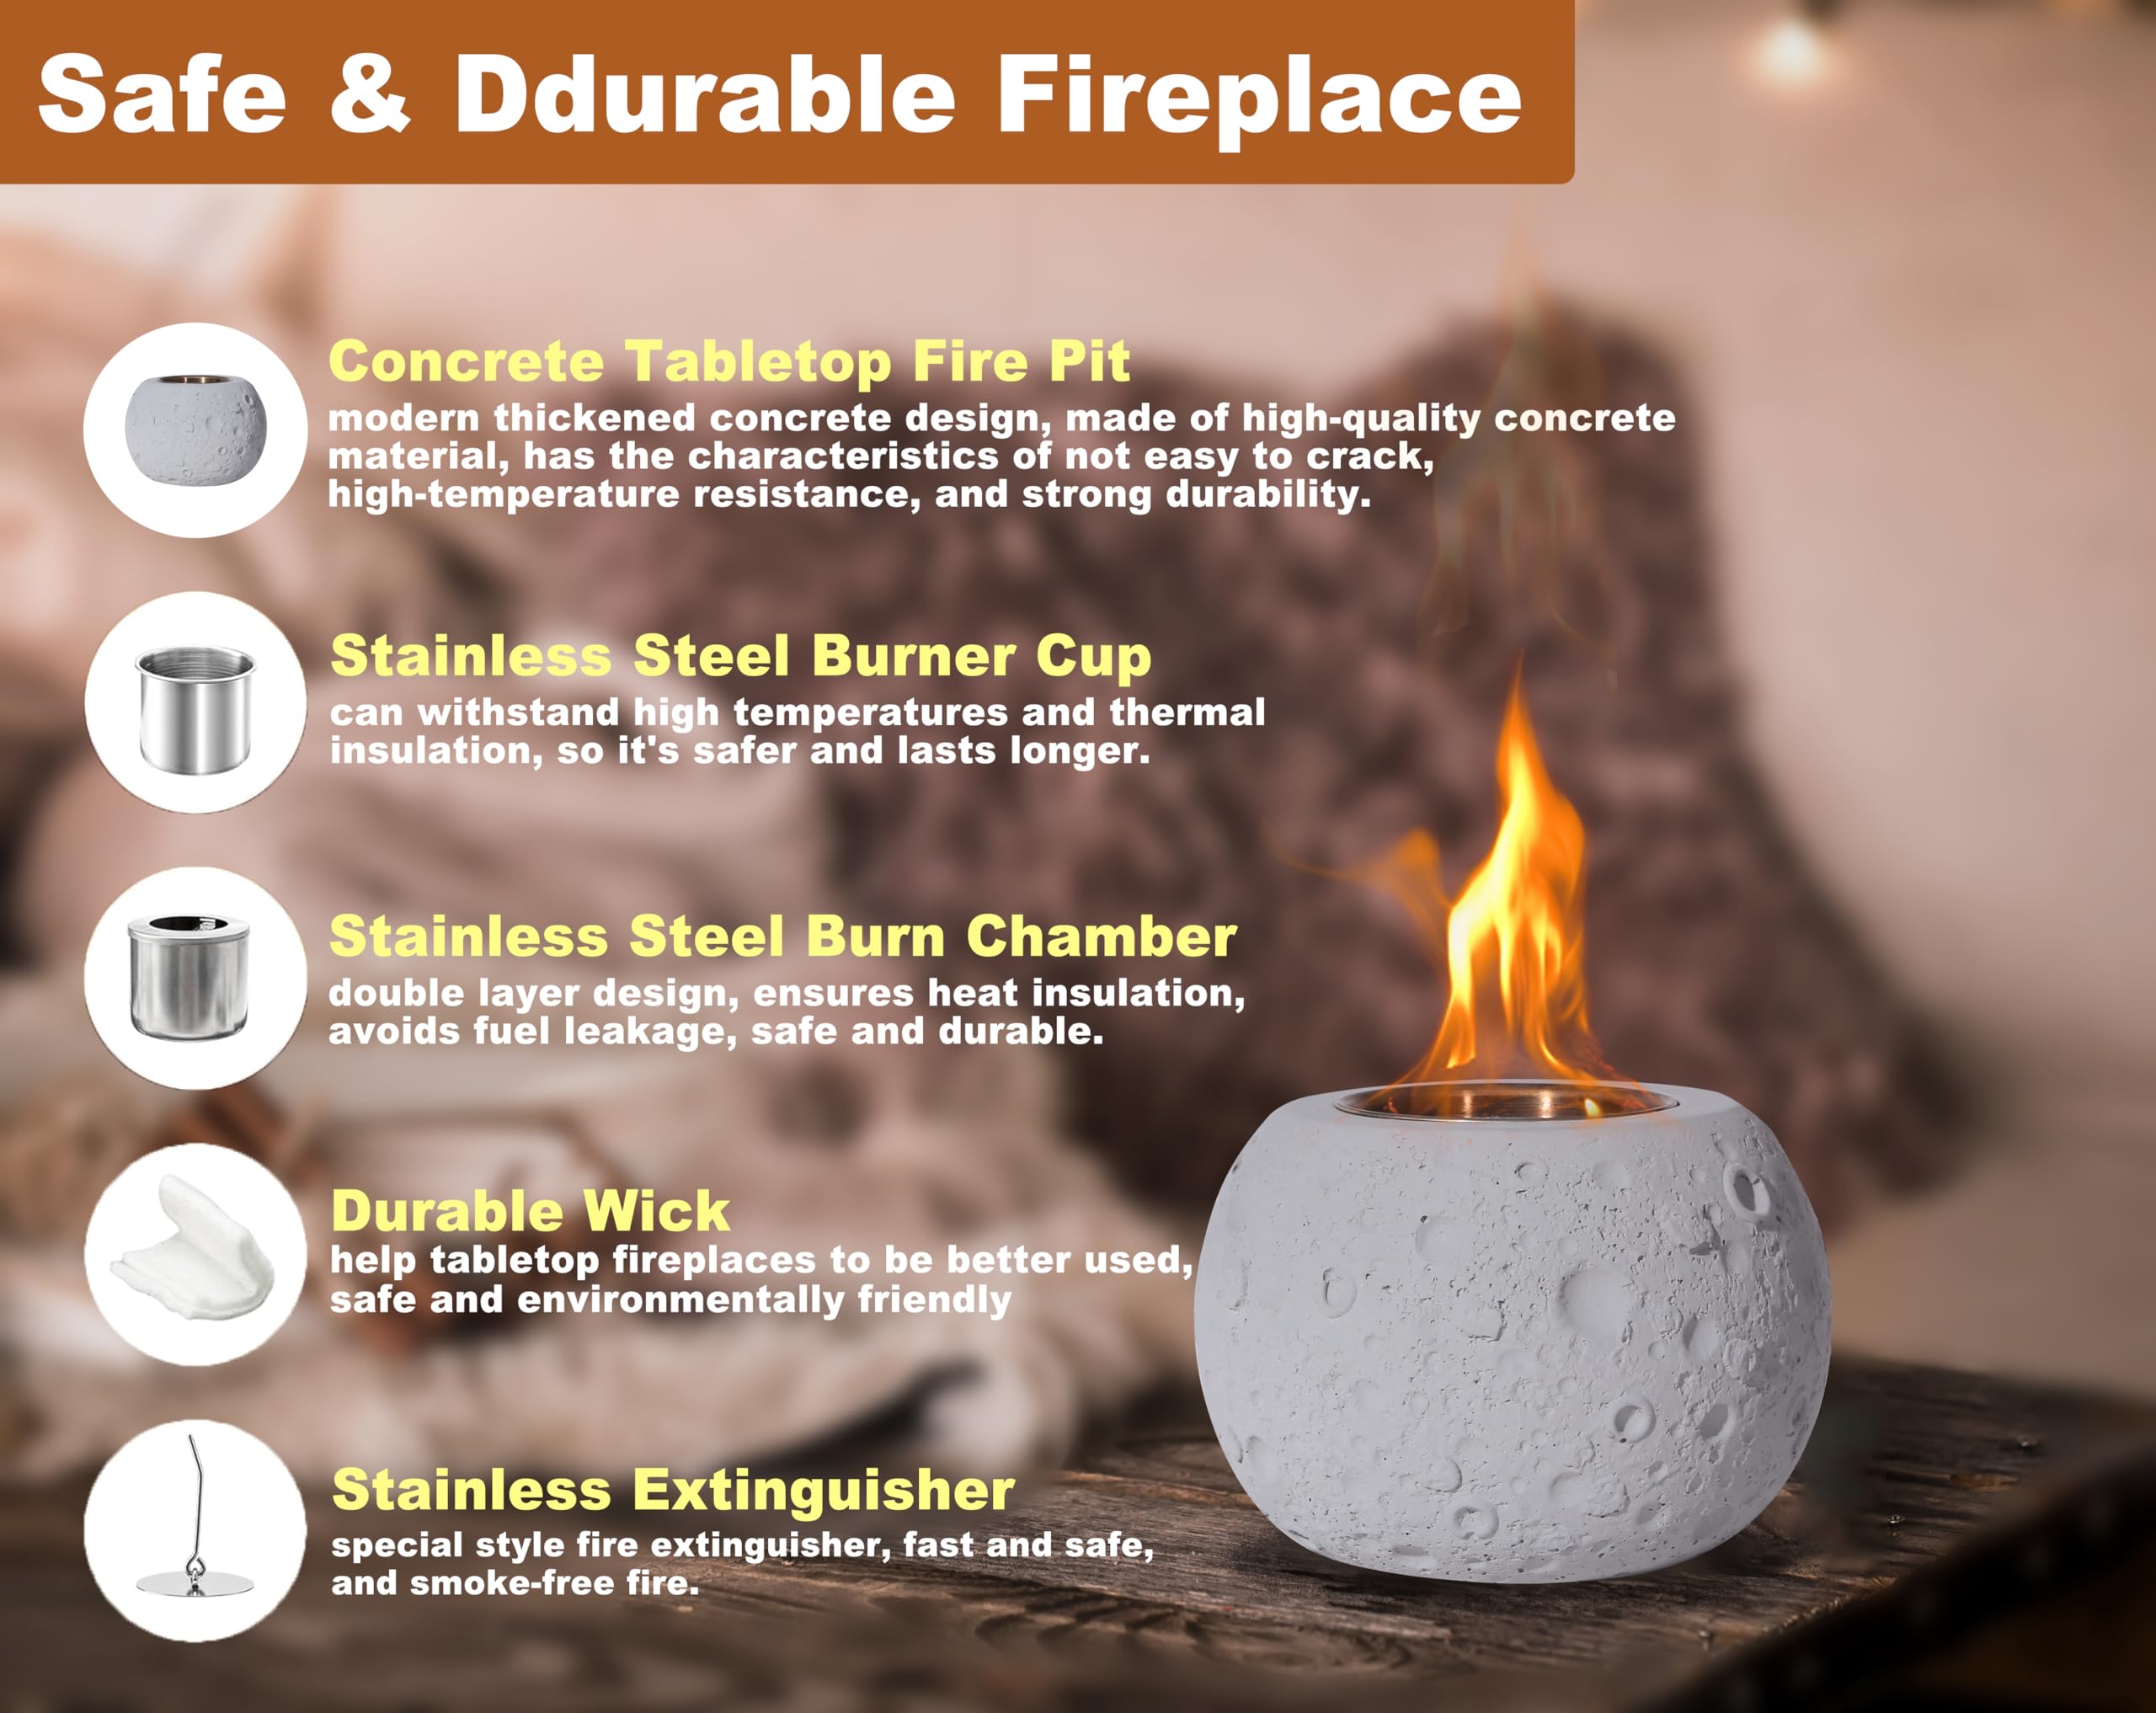 Safe & Ddurable Fireplace
Concrete Tabletop Fire Pit
modern thickened concrete design, made of high-quality concrete
material, has the characteristics of not easy to crack,
high-temperature resistance, and strong durability.
Stainless Steel Burner Cup
can withstand high temperatures and thermal
insulation, so it's safer and lasts longer.
Stainless Steel Burn Chamber
double layer design, ensures heat insulation,
avoids fuel leakage, safe and durable.
Durable Wick
help tabletop fireplaces to be better used,
safe and environmentally friendly
Stainless Extinguisher
special style fire extinguisher, fast and safe,
and smoke-free fire.